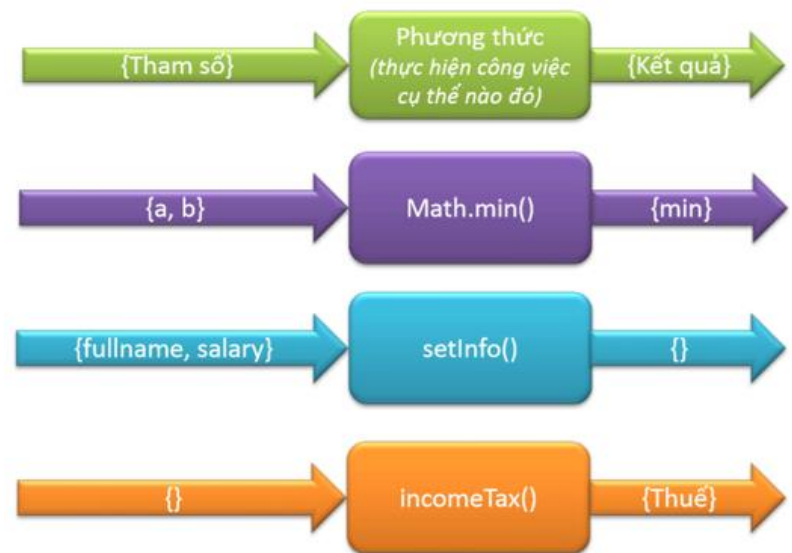 {Tham số}
Phương thức
(thực hiện công việc
cụ thể nào đó)
{Kết quả}
{a, b}
Math.min()
{min}
{fullname, salary}
setInfo()
{}
{}
incomeTax()
{Thuế}